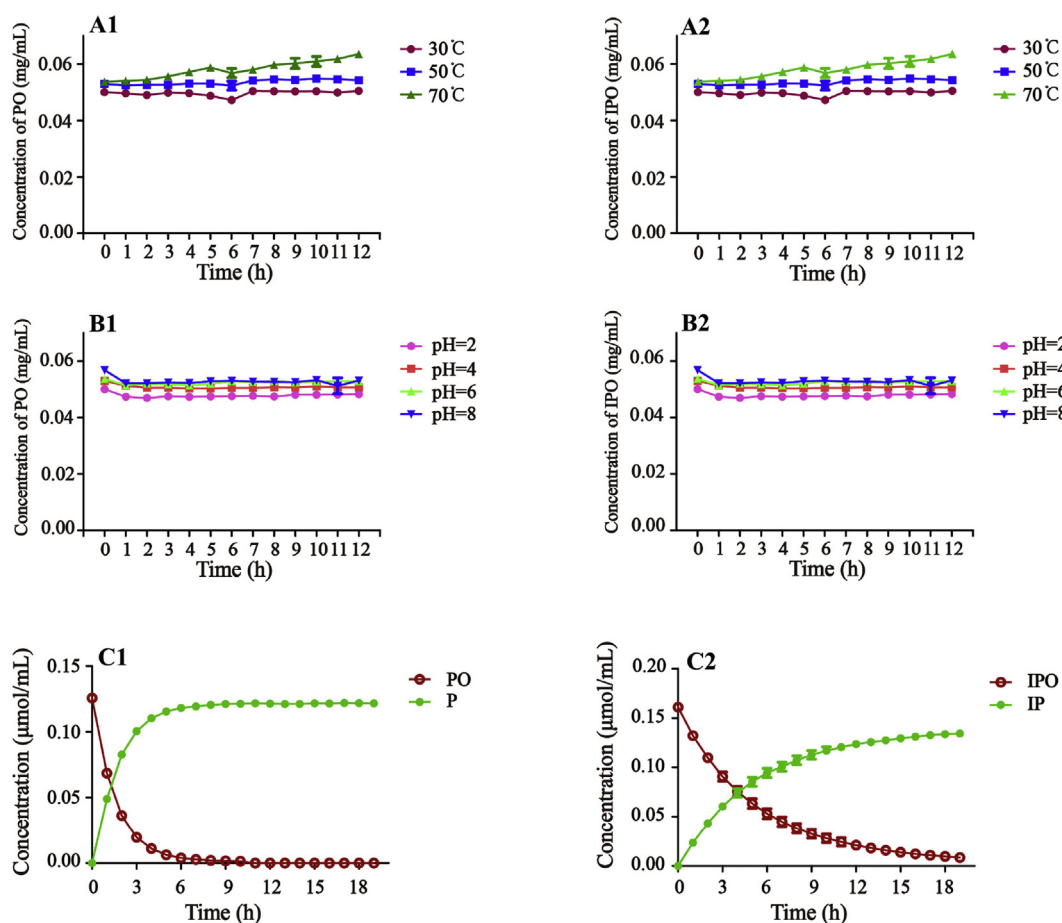 A1
Concentration of PO (mg/mL)
0.06
0.04
0.02
0.00
0 1 2 3 4 5 6 7 8 9 10 11 12
Time (h)
30℃
50℃
70℃
A2
Concentration of IPO (mg/mL)
0.06
0.04
0.02
0.00
0 1 2 3 4 5 6 7 8 9 10 11 12
Time (h)
30℃
50℃
70℃
B1
Concentration of PO (mg/mL)
0.06
0.04
0.02
0.00
0 1 2 3 4 5 6 7 8 9 10 11 12
Time (h)
pH=2
pH=4
pH=6
pH=8
B2
Concentration of IPO (mg/mL)
0.06
0.04
0.02
0.00
0 1 2 3 4 5 6 7 8 9 10 11 12
Time (h)
pH=2
pH=4
pH=6
pH=8
C1
Concentration (μmol/mL)
0.15
0.10
0.05
0.00
0 3 6 9 12 15 18
Time (h)
PO
P
C2
Concentration (μmol/mL)
0.20
0.15
0.10
0.05
0.00
0 3 6 9 12 15 18
Time (h)
IPO
IP